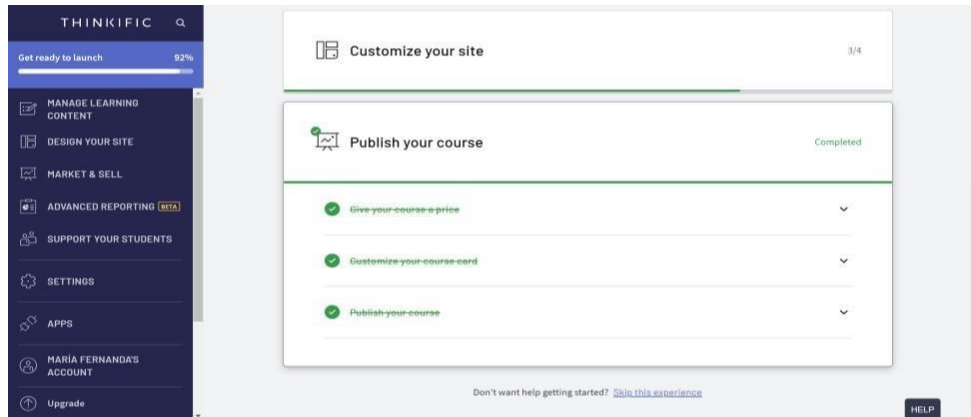 THINKIFIC
Get ready to launch 92%
MANAGE LEARNING
CONTENT
DESIGN YOUR SITE
MARKET & SELL
ADVANCED REPORTING BETA
SUPPORT YOUR STUDENTS
SETTINGS
APPS
MARÍA FERNANDA'S
ACCOUNT
Upgrade
Customize your site 3/4
Publish your course Completed
Give your course a price
Customize your course card
Publish your course
Don't want help getting started? Skip this experience
HELP